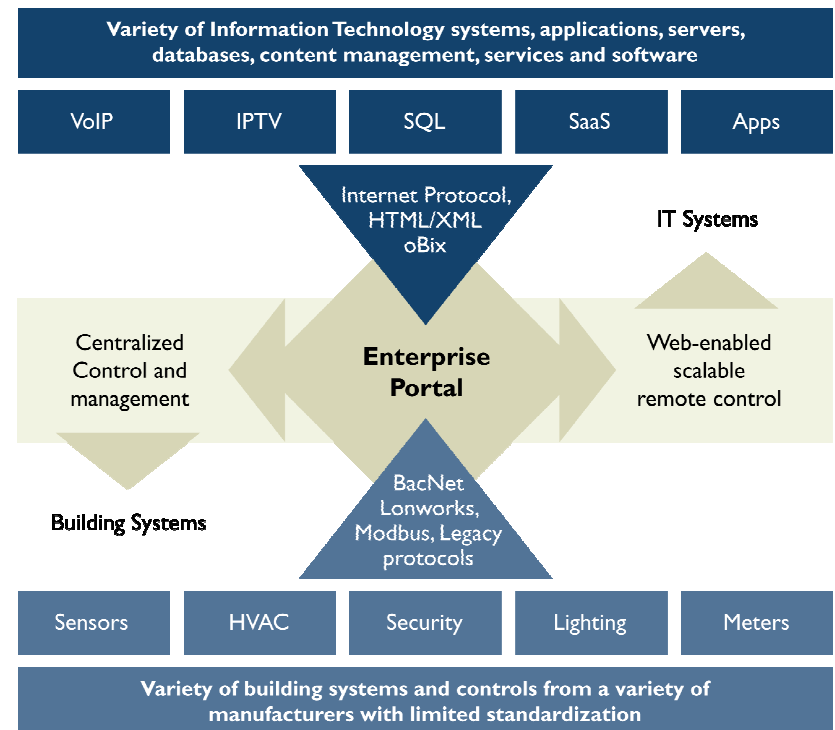 Variety of Information Technology systems, applications, servers,
databases, content management, services and software
VoIP
IPTV
SQL
SaaS
Apps
Internet Protocol,
HTML/XML
oBix
IT Systems
Centralized
Control and
management
Enterprise
Portal
Web-enabled
scalable
remote control
Building Systems
BacNet
Lonworks,
Modbus, Legacy
protocols
Sensors
HVAC
Security
Lighting
Meters
Variety of building systems and controls from a variety of
manufacturers with limited standardization